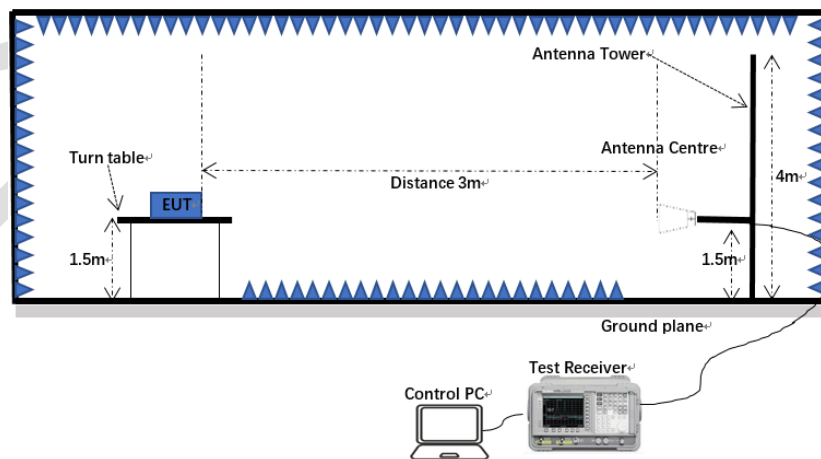 Antenna Tower
Turn table
Antenna Centre
Distance 3m
4m
EUT
1.5m
1.5m
Ground plane
Test Receiver
Control PC